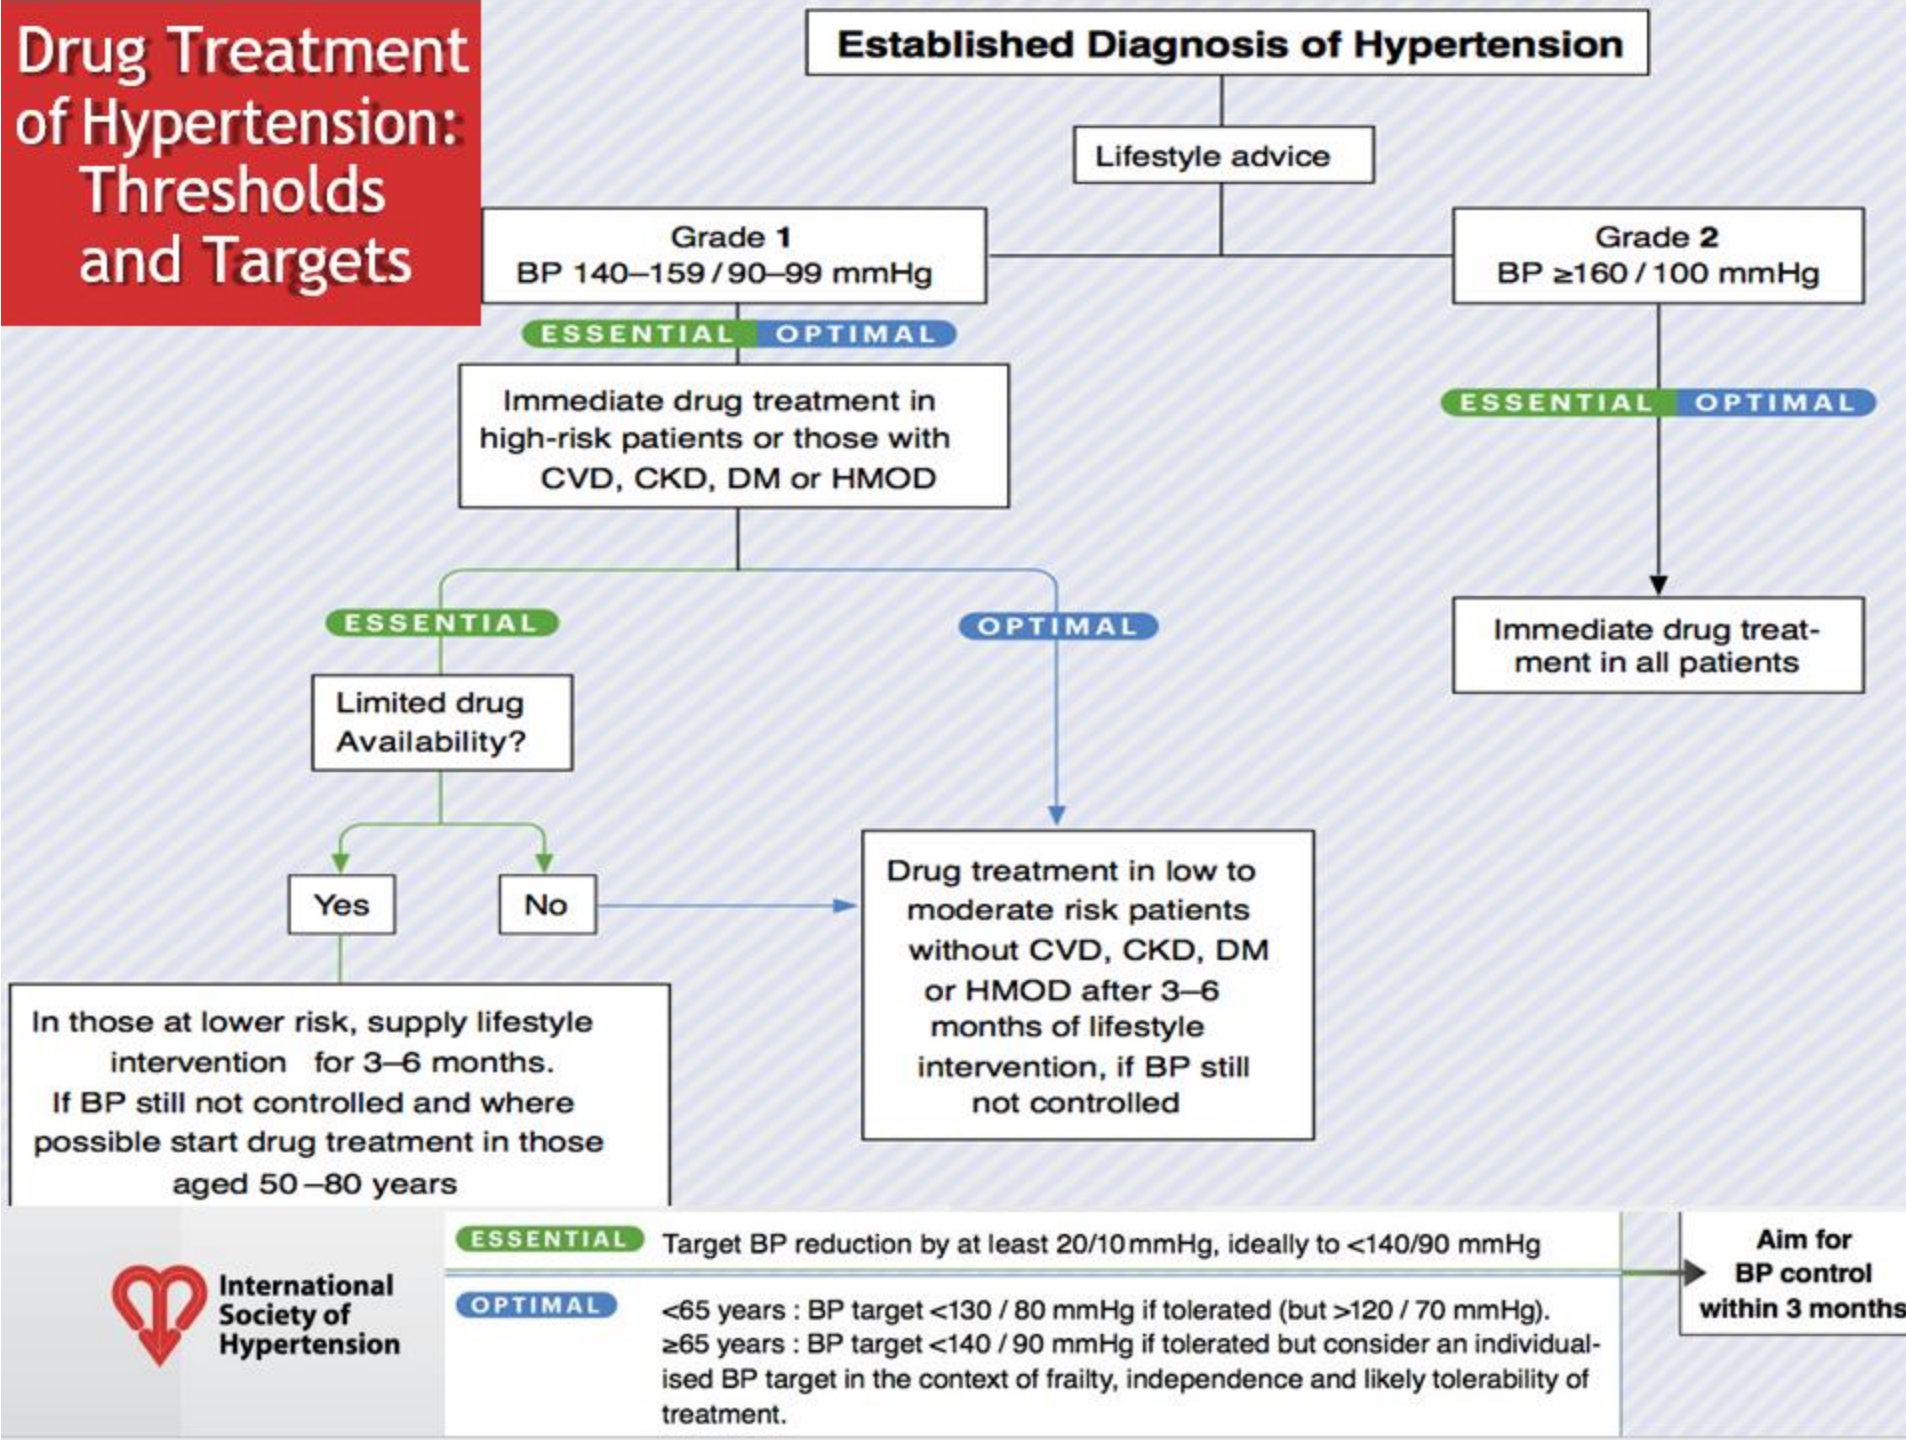 Drug Treatment
of Hypertension:
Thresholds
and Targets
Established Diagnosis of Hypertension
Lifestyle advice
Grade 1
BP 140–159 / 90–99 mmHg
Grade 2
BP ≥160 / 100 mmHg
ESSENTIAL OPTIMAL
Immediate drug treatment in
high-risk patients or those with
CVD, CKD, DM or HMOD
ESSENTIAL OPTIMAL
Immediate drug treat-
ment in all patients
ESSENTIAL
OPTIMAL
Limited drug
Availability?
Yes
No
Drug treatment in low to
moderate risk patients
without CVD, CKD, DM
or HMOD after 3–6
months of lifestyle
intervention, if BP still
not controlled
In those at lower risk, supply lifestyle
intervention for 3–6 months.
If BP still not controlled and where
possible start drug treatment in those
aged 50–80 years
International
Society of
Hypertension
ESSENTIAL Target BP reduction by at least 20/10 mmHg, ideally to <140/90 mmHg
OPTIMAL <65 years : BP target <130 / 80 mmHg if tolerated (but >120 / 70 mmHg).
≥65 years : BP target <140 / 90 mmHg if tolerated but consider an individual-
ised BP target in the context of frailty, independence and likely tolerability of
treatment.
Aim for
BP control
within 3 months